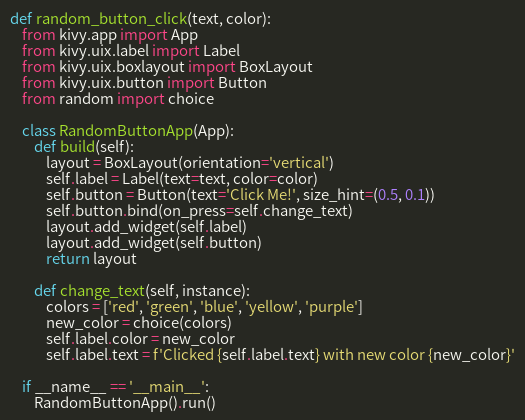 def random_button_click(text, color):
    from kivy.app import App
    from kivy.uix.label import Label
    from kivy.uix.boxlayout import BoxLayout
    from kivy.uix.button import Button
    from random import choice

    class RandomButtonApp(App):
        def build(self):
            layout = BoxLayout(orientation='vertical')
            self.label = Label(text=text, color=color)
            self.button = Button(text='Click Me!', size_hint=(0.5, 0.1))
            self.button.bind(on_press=self.change_text)
            layout.add_widget(self.label)
            layout.add_widget(self.button)
            return layout

        def change_text(self, instance):
            colors = ['red', 'green', 'blue', 'yellow', 'purple']
            new_color = choice(colors)
            self.label.color = new_color
            self.label.text = f'Clicked {self.label.text} with new color {new_color}'

    if __name__ == '__main__':
        RandomButtonApp().run()